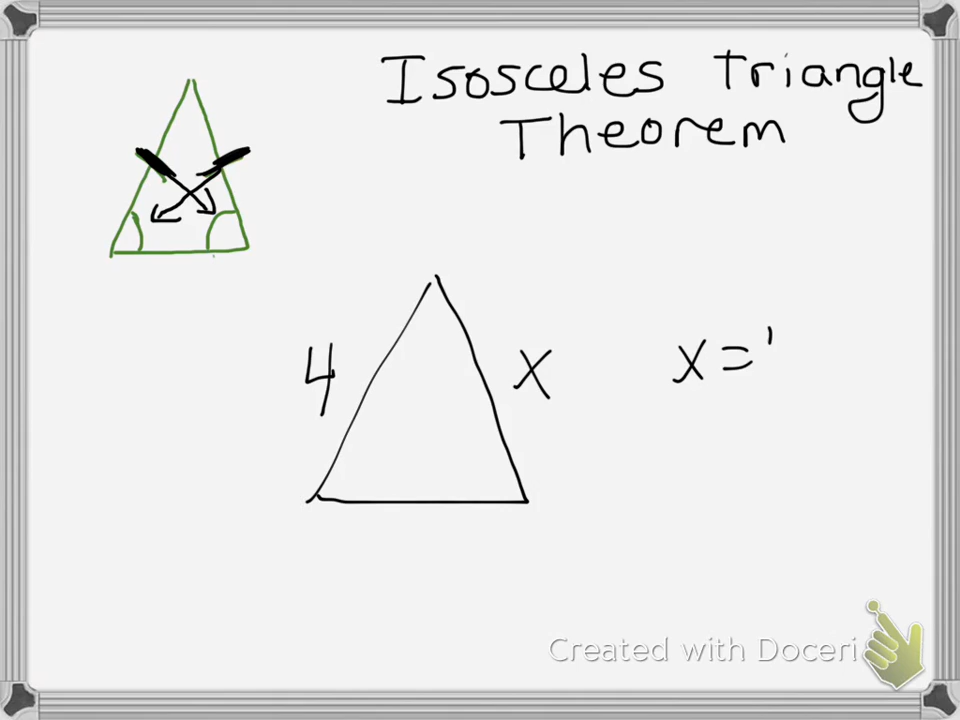 Isosceles Triangle
Theorem
4
x
x = '
Created with Doceri